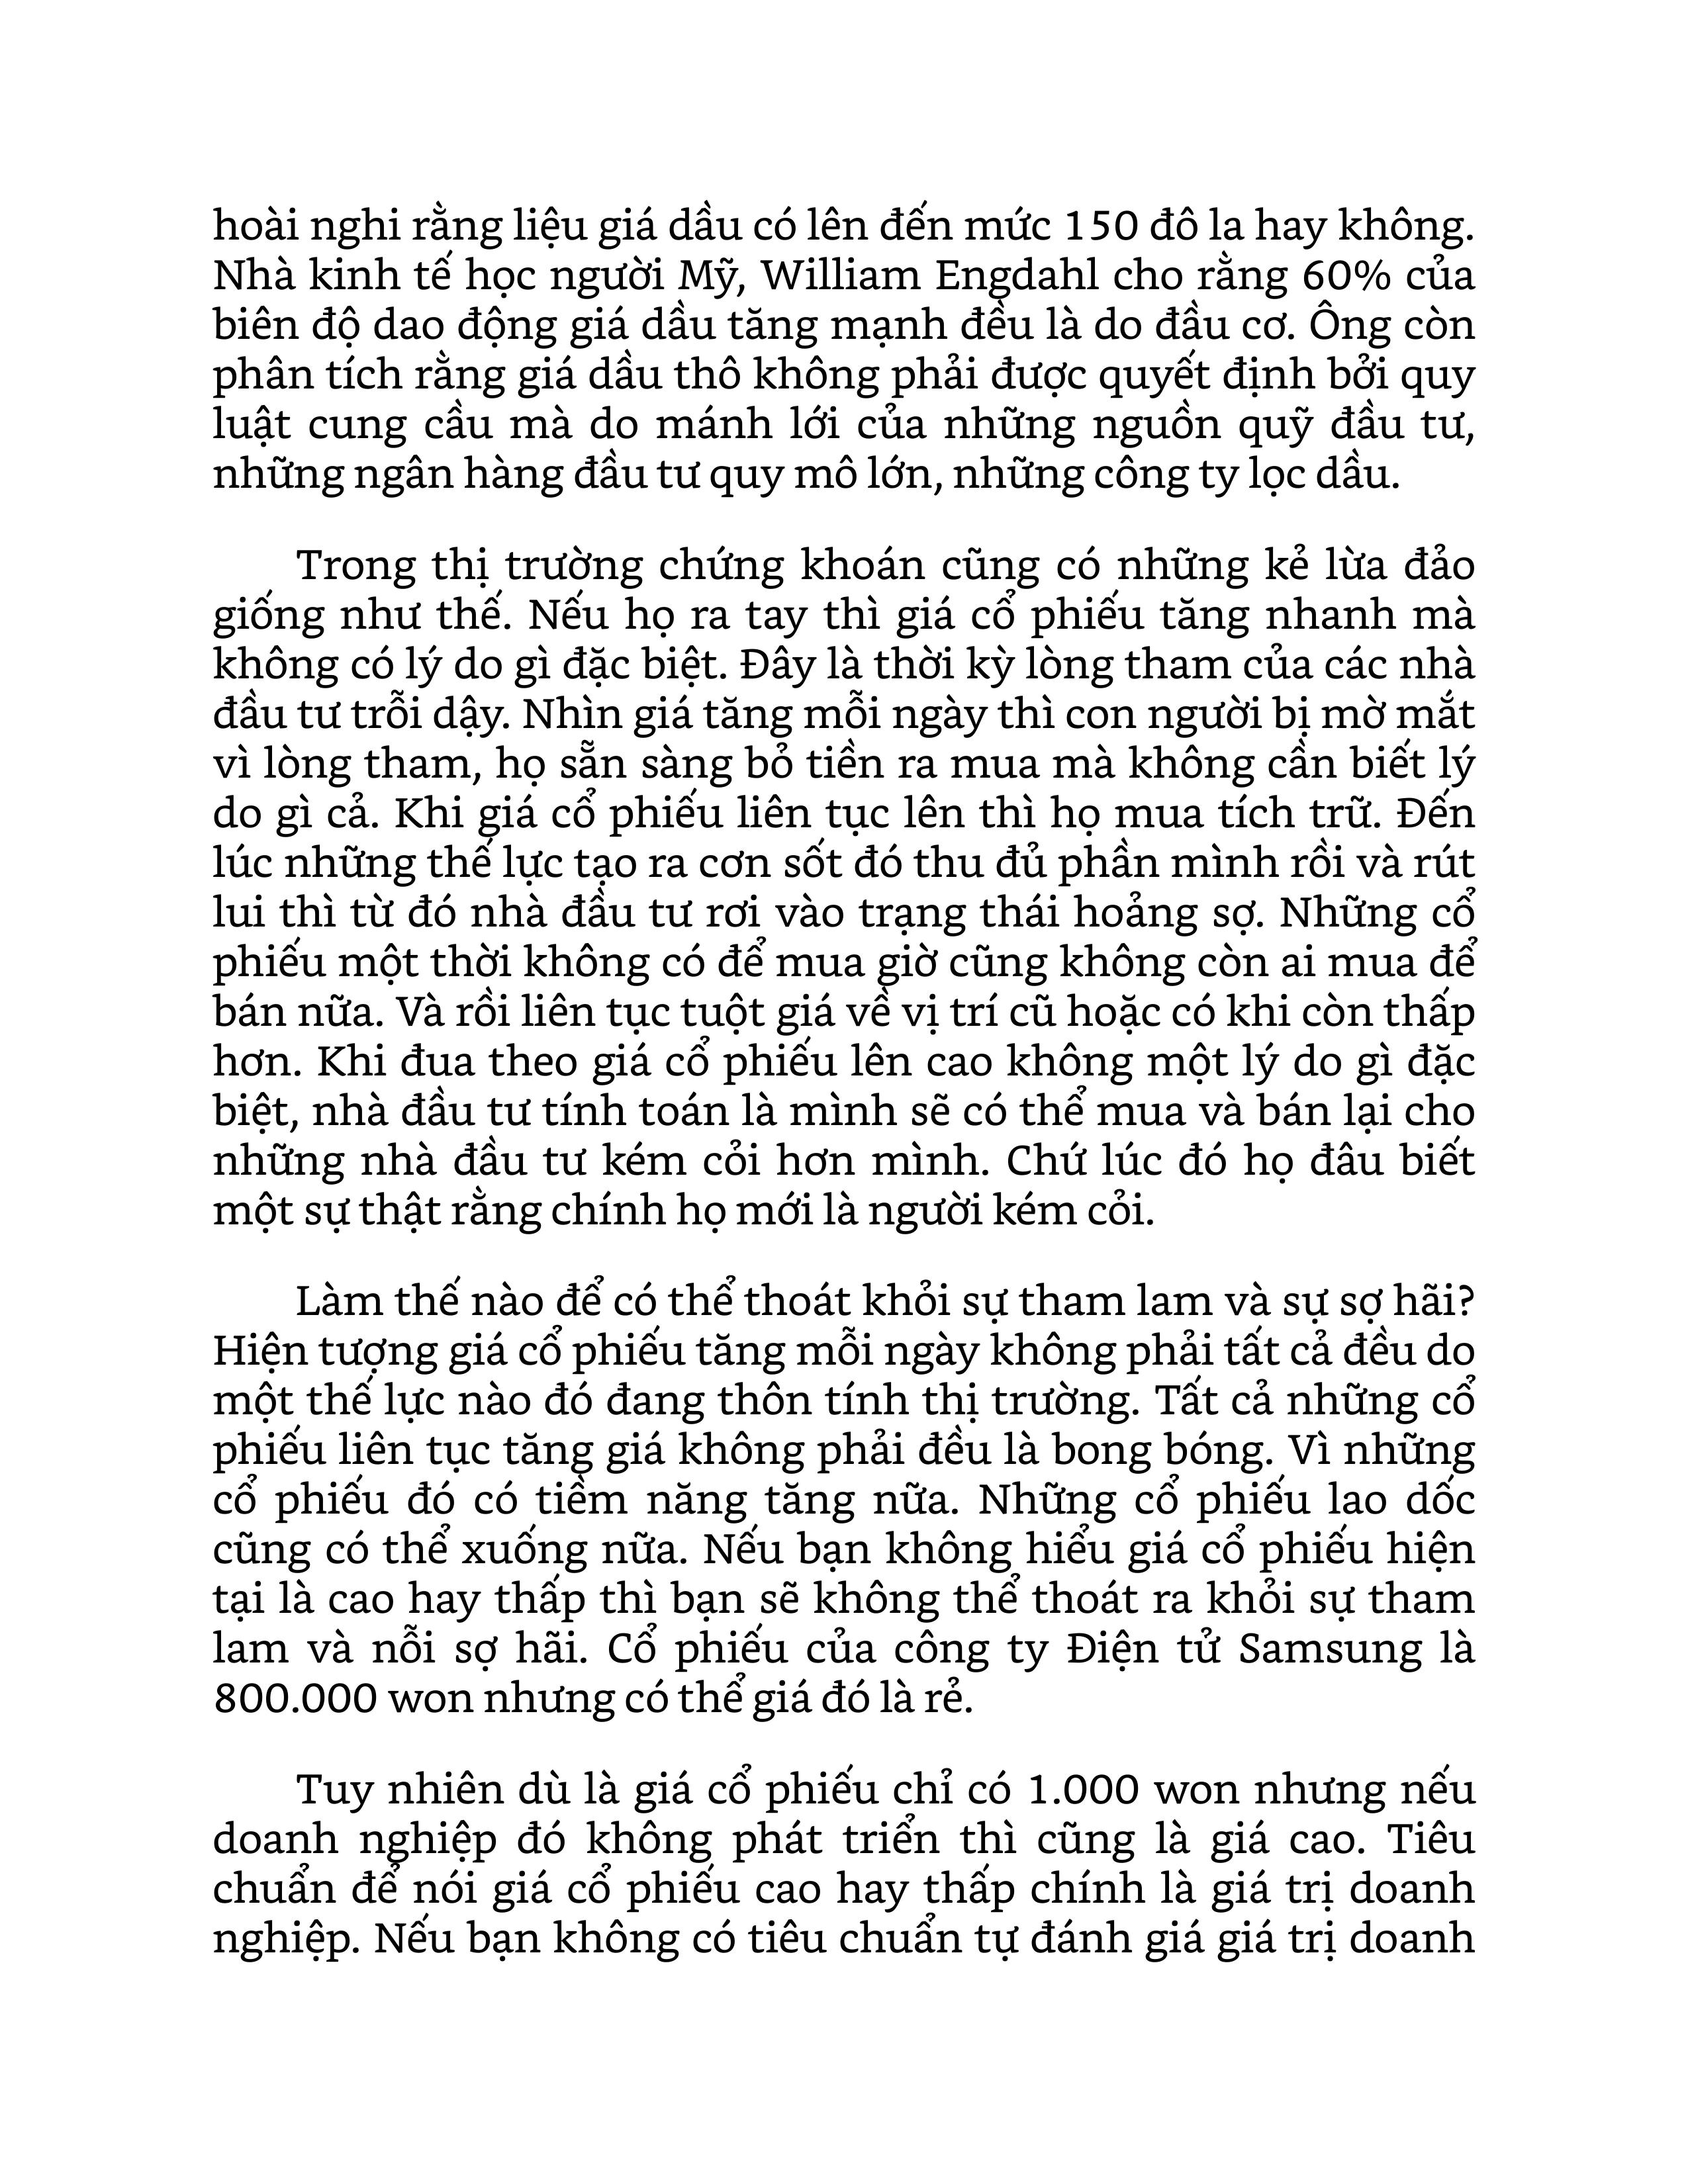 hoài nghi rằng liệu giá dầu có lên đến mức 150 đô la hay không.
Nhà kinh tế học người Mỹ, William Engdahl cho rằng 60% của
biên độ dao động giá dầu tăng mạnh đều là do đầu cơ. Ông còn
phân tích rằng giá dầu thô không phải được quyết định bởi quy
luật cung cầu mà do mánh lới của những nguồn quỹ đầu tư,
những ngân hàng đầu tư quy mô lớn, những công ty lọc dầu.
Trong thị trường chứng khoán cũng có những kẻ lừa đảo
giống như thế. Nếu họ ra tay thì giá cổ phiếu tăng nhanh mà
không có lý do gì đặc biệt. Đây là thời kỳ lòng tham của các nhà
đầu tư trỗi dậy. Nhìn giá tăng mỗi ngày thì con người bị mờ mắt
vì lòng tham, họ sẵn sàng bỏ tiền ra mua mà không cần biết lý
do gì cả. Khi giá cổ phiếu liên tục lên thì họ mua tích trữ. Đến
lúc những thế lực tạo ra cơn sốt đó thu đủ phần mình rồi và rút
lui thì từ đó nhà đầu tư rơi vào trạng thái hoảng sợ. Những cổ
phiếu một thời không có để mua giờ cũng không còn ai mua để
bán nữa. Và rồi liên tục tuột giá về vị trí cũ hoặc có khi còn thấp
hơn. Khi đua theo giá cổ phiếu lên cao không một lý do gì đặc
biệt, nhà đầu tư tính toán là mình sẽ có thể mua và bán lại cho
những nhà đầu tư kém cỏi hơn mình. Chứ lúc đó họ đâu biết
một sự thật rằng chính họ mới là người kém cỏi.
Làm thế nào để có thể thoát khỏi sự tham lam và sự sợ hãi?
Hiện tượng giá cổ phiếu tăng mỗi ngày không phải tất cả đều do
một thế lực nào đó đang thôn tính thị trường. Tất cả những cổ
phiếu liên tục tăng giá không phải đều là bong bóng. Vì những
cổ phiếu đó có tiềm năng tăng nữa. Những cổ phiếu lao dốc
cũng có thể xuống nữa. Nếu bạn không hiểu giá cổ phiếu hiện
tại là cao hay thấp thì bạn sẽ không thể thoát ra khỏi sự tham
lam và nỗi sợ hãi. Cổ phiếu của công ty Điện tử Samsung là
800.000 won nhưng có thể giá đó là rẻ.
Tuy nhiên dù là giá cổ phiếu chỉ có 1.000 won nhưng nếu
doanh nghiệp đó không phát triển thì cũng là giá cao. Tiêu
chuẩn để nói giá cổ phiếu cao hay thấp chính là giá trị doanh
nghiệp. Nếu bạn không có tiêu chuẩn tự đánh giá giá trị doanh